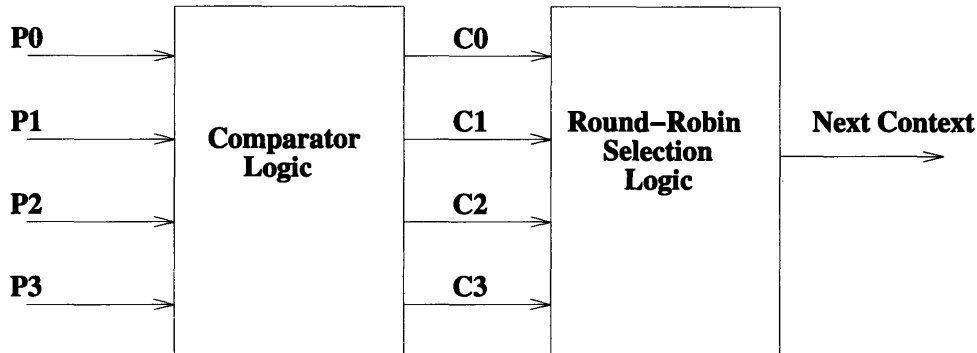 P0
P1
P2
P3
Comparator
Logic
C0
C1
C2
C3
Round-Robin
Selection
Logic
Next Context